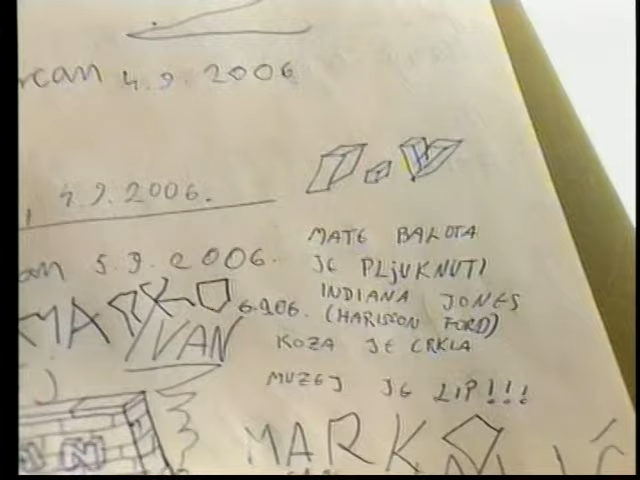 rcan 4.9.2006
I.V
4.9.2006.
an 5.9.2006.
MATE BALOTA
JE PLJUKNUTI
INDIANA JONES
(HARISSON FORD)
KOZA JE CRKLA
MUZEJ JE LIP!!!
MARKO 6.9.06.
IVAN
MARKO